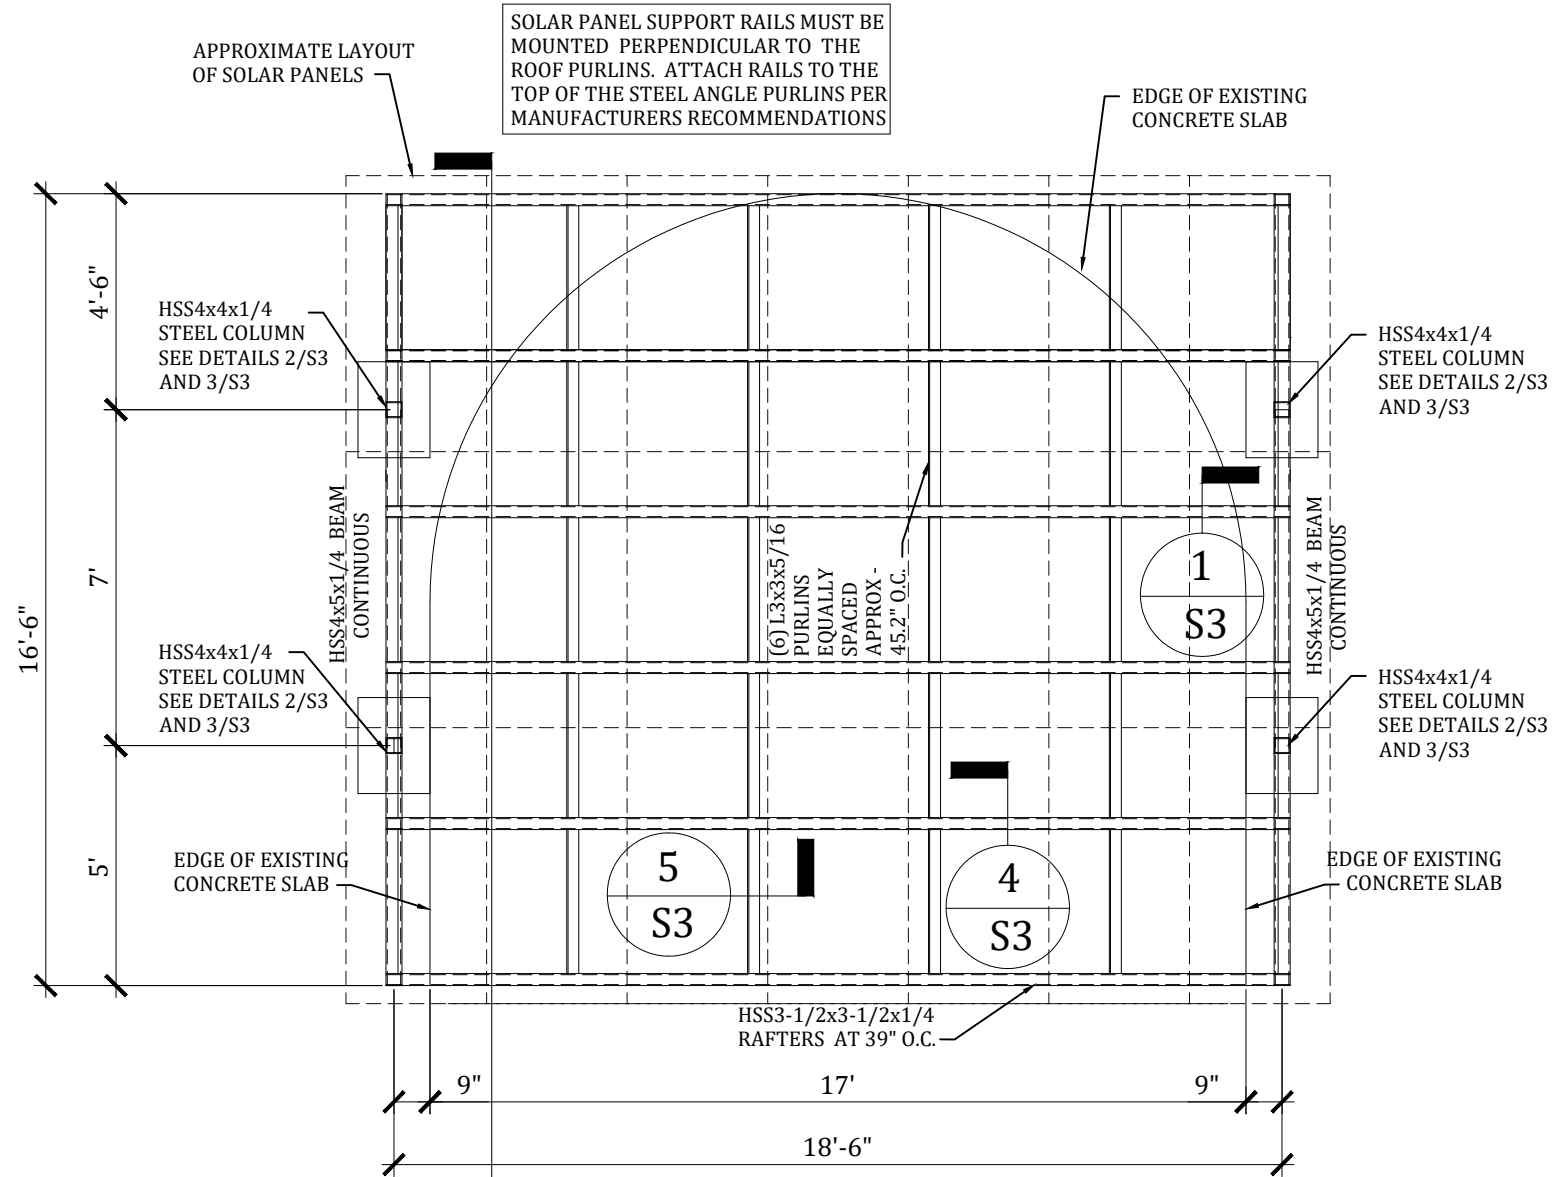 SOLAR PANEL SUPPORT RAILS MUST BE
MOUNTED PERPENDICULAR TO THE
ROOF PURLINS. ATTACH RAILS TO THE
TOP OF THE STEEL ANGLE PURLINS PER
MANUFACTURERS RECOMMENDATIONS
APPROXIMATE LAYOUT
OF SOLAR PANELS
EDGE OF EXISTING
CONCRETE SLAB
4'-6"
HSS4x4x1/4
STEEL COLUMN
SEE DETAILS 2/S3
AND 3/S3
HSS4x4x1/4
STEEL COLUMN
SEE DETAILS 2/S3
AND 3/S3
16'-6"
7'
HSS4x5x1/4 BEAM
CONTINUOUS
(6) L3x3x5/16
PURLINS
EQUALLY
SPACED
APPROX -
45.2" O.C.
1
S3
HSS4x5x1/4 BEAM
CONTINUOUS
HSS4x4x1/4
STEEL COLUMN
SEE DETAILS 2/S3
AND 3/S3
HSS4x4x1/4
STEEL COLUMN
SEE DETAILS 2/S3
AND 3/S3
5'
EDGE OF EXISTING
CONCRETE SLAB
5
S3
4
S3
EDGE OF EXISTING
CONCRETE SLAB
HSS3-1/2x3-1/2x1/4
RAFTERS AT 39" O.C.
9"
17'
9"
18'-6"